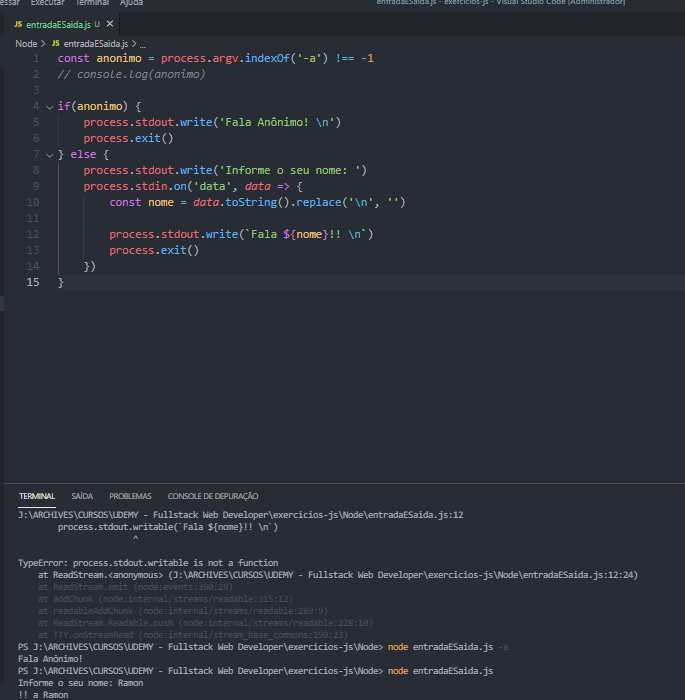 essar Executar Terminal Ajuda entradaESaida.js - exercicios-js - Visual Studio Code [Administrador]
JS entradaESaida.js U ×
Node > JS entradaESaida.js > ...
1 const anonimo = process.argv.indexOf('-a') !== -1
2 // console.log(anonimo)
3
4 if(anonimo) {
5 process.stdout.write('Fala Anônimo! \n')
6 process.exit()
7 } else {
8 process.stdout.write('Informe o seu nome: ')
9 process.stdin.on('data', data => {
10 const nome = data.toString().replace('\n', '')
11
12 process.stdout.write(`Fala ${nome}!! \n`)
13 process.exit()
14 })
15 }
TERMINAL SAÍDA PROBLEMAS CONSOLE DE DEPURAÇÃO
J:\ARCHIVES\CURSOS\UDEMY - Fullstack Web Developer\exercicios-js\Node\entradaESaida.js:12
process.stdout.writable(`Fala ${nome}!! \n`)
^
TypeError: process.stdout.writable is not a function
at ReadStream.<anonymous> (J:\ARCHIVES\CURSOS\UDEMY - Fullstack Web Developer\exercicios-js\Node\entradaESaida.js:12:24)
at ReadStream.emit (node:events:390:28)
at addChunk (node:internal/streams/readable:315:12)
at readableAddChunk (node:internal/streams/readable:289:9)
at ReadStream.Readable.push (node:internal/streams/readable:228:10)
at TTY.onStreamRead (node:internal/stream_base_commons:199:23)
PS J:\ARCHIVES\CURSOS\UDEMY - Fullstack Web Developer\exercicios-js\Node> node entradaESaida.js -a
Fala Anônimo!
PS J:\ARCHIVES\CURSOS\UDEMY - Fullstack Web Developer\exercicios-js\Node> node entradaESaida.js
Informe o seu nome: Ramon
!! a Ramon